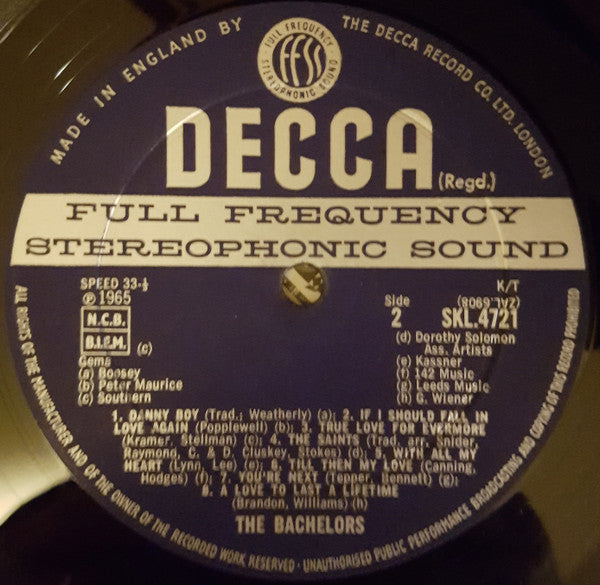 MADE IN ENGLAND BY THE DECCA RECORD CO. LTD. LONDON
FULL FREQUENCY
FFSS
STEREOPHONIC SOUND
DECCA
(Regd.)
FULL FREQUENCY
STEREOPHONIC SOUND
SPEED 33-⅓
℗ 1965
N.C.B.
B.I.E.M. (c)
Gema
(a) Boosey
(b) Peter Maurice
(c) Southern
K/T
(ZAL.6908)
Side
2 SKL.4721
(d) Dorothy Solomon
Ass. Artists
(e) Kassner
(f) 142 Music
(g) Leeds Music
(h) G. Wiener
1. DANNY BOY (Trad.; Weatherly) (a); 2. IF I SHOULD FALL IN
LOVE AGAIN (Popplewell) (b); 3. TRUE LOVE FOR EVERMORE
(Kramer, Stellman) (c); 4. THE SAINTS (Trad. arr. Snider,
Raymond, C. & D. Cluskey, Stokes) (d); 5. WITH ALL MY
HEART (Lynn, Lee) (e); 6. TILL THEN MY LOVE (Canning,
Hodges) (f); 7. YOU'RE NEXT (Tepper, Bennett) (g);
8. A LOVE TO LAST A LIFETIME
(Brandon, Williams) (h)
THE BACHELORS
ALL RIGHTS OF THE MANUFACTURER AND OF THE OWNER OF THE RECORDED WORK RESERVED · UNAUTHORISED PUBLIC PERFORMANCE BROADCASTING AND COPYING OF THIS RECORD PROHIBITED